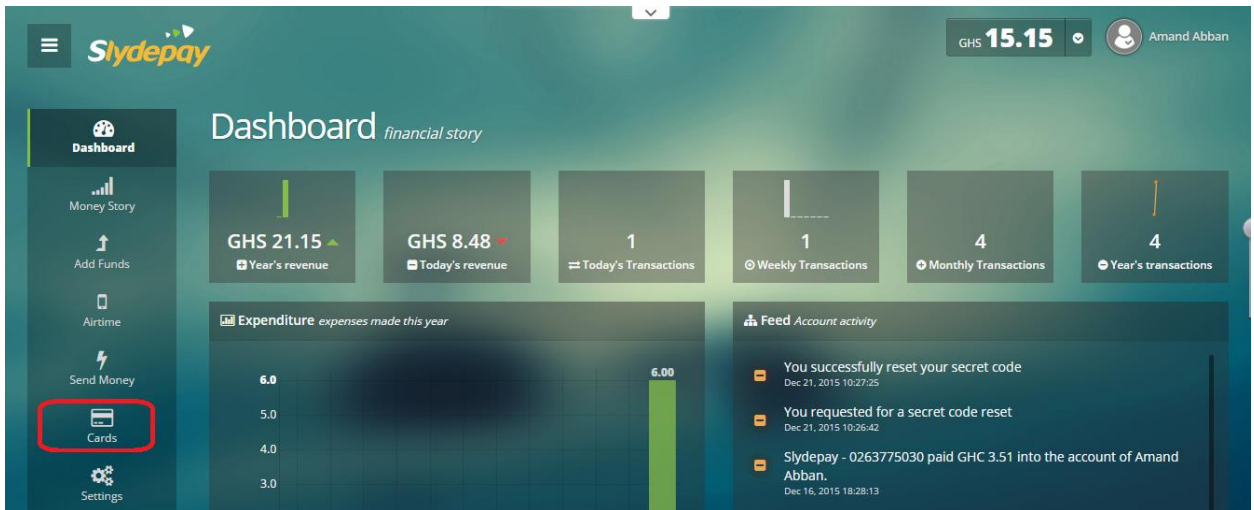 Slydepay
GHS 15.15
Amand Abban
Dashboard
Money Story
Add Funds
Airtime
Send Money
Cards
Settings
Dashboard financial story
GHS 21.15
Year's revenue
GHS 8.48
Today's revenue
1
Today's Transactions
1
Weekly Transactions
4
Monthly Transactions
4
Year's transactions
Expenditure expenses made this year
6.0
5.0
4.0
3.0
6.00
Feed Account activity
You successfully reset your secret code
Dec 21, 2015 10:27:25
You requested for a secret code reset
Dec 21, 2015 10:26:42
Slydepay - 0263775030 paid GHC 3.51 into the account of Amand
Abban.
Dec 16, 2015 18:28:13